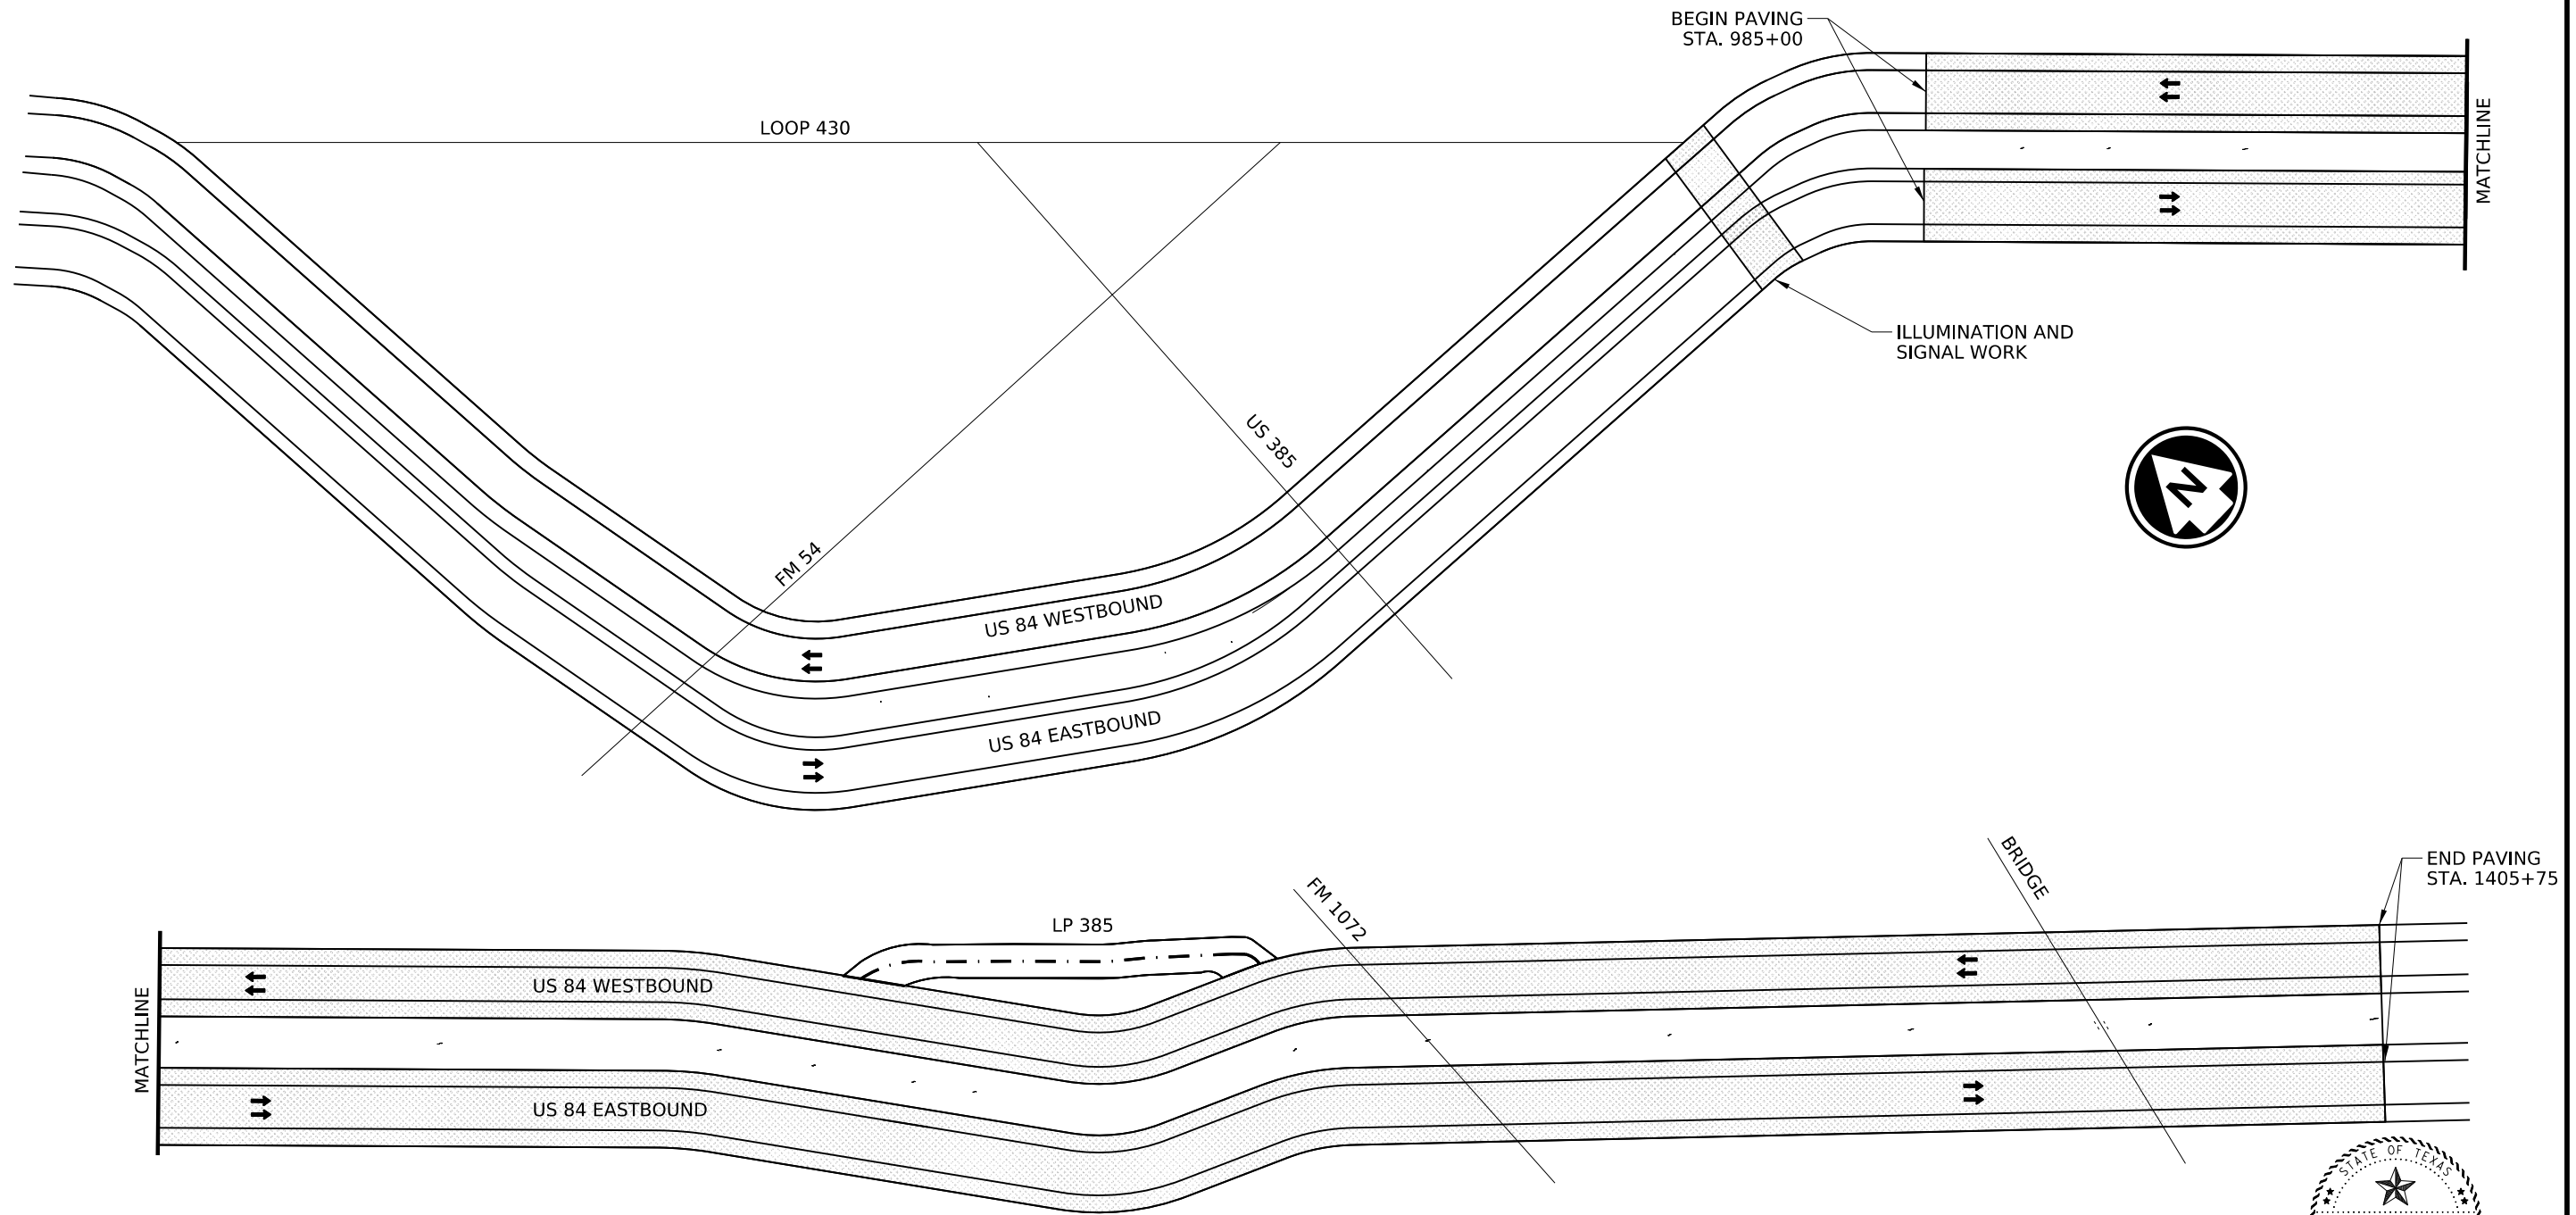 BEGIN PAVING
STA. 985+00
LOOP 430
MATCHLINE
ILLUMINATION AND
SIGNAL WORK
US 385
N
FM 54
US 84 WESTBOUND
US 84 EASTBOUND
BRIDGE
END PAVING
STA. 1405+75
FM 1072
LP 385
MATCHLINE
US 84 WESTBOUND
US 84 EASTBOUND
STATE OF TEXAS